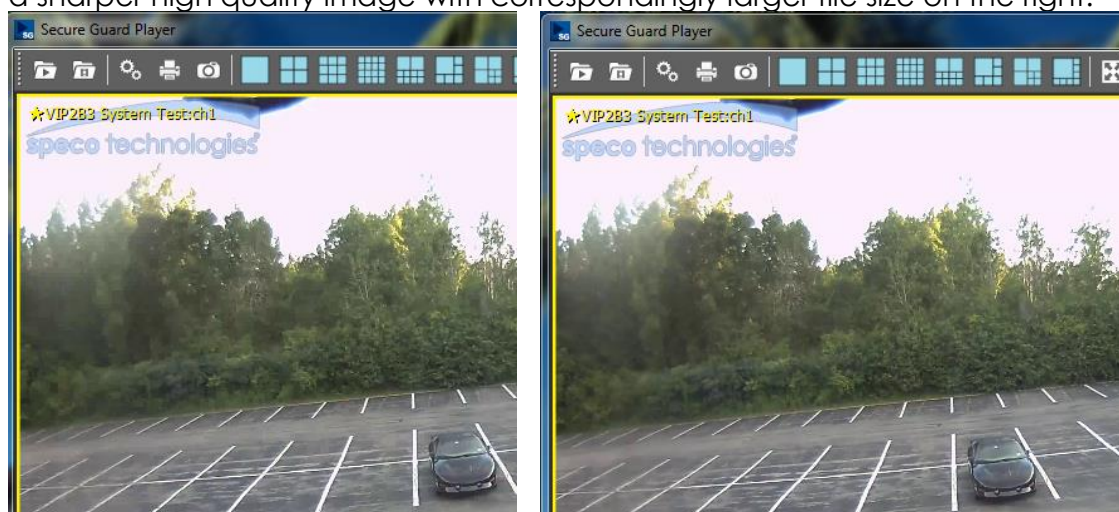 a sharper high quality image with correspondingly larger file size on the right.
Secure Guard Player
VIP2B3 System Test:ch1
speco technologies
Secure Guard Player
VIP2B3 System Test:ch1
speco technologies